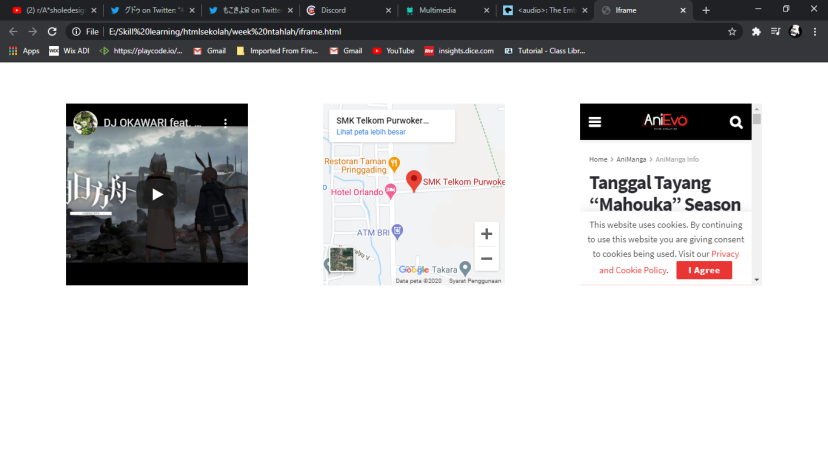 (2) r/A*sholedesig
グドゥ on Twitter: "
もこきよ on Twitter
Discord
Multimedia
<audio>: The Emb
Iframe
File
E:/Skill%20learning/htmlsekolah/week%20ntahlah/iframe.html
Apps
Wix ADI
https://playcode.io/...
Gmail
Imported From Fire...
Gmail
YouTube
insights.dice.com
Tutorial - Class Libr...
DJ OKAWARI feat. ...
SMK Telkom Purwoker...
Lihat peta lebih besar
Restoran Taman
Pringgading
SMK Telkom Purwoke
Hotel Orlando
ATM BRI
Google
Takara
Data peta ©2020
Syarat Penggunaan
AniEvo
Home > AniManga > AniManga Info
Tanggal Tayang
“Mahouka” Season
This website uses cookies. By continuing
to use this website you are giving consent
to cookies being used. Visit our Privacy
and Cookie Policy.
I Agree